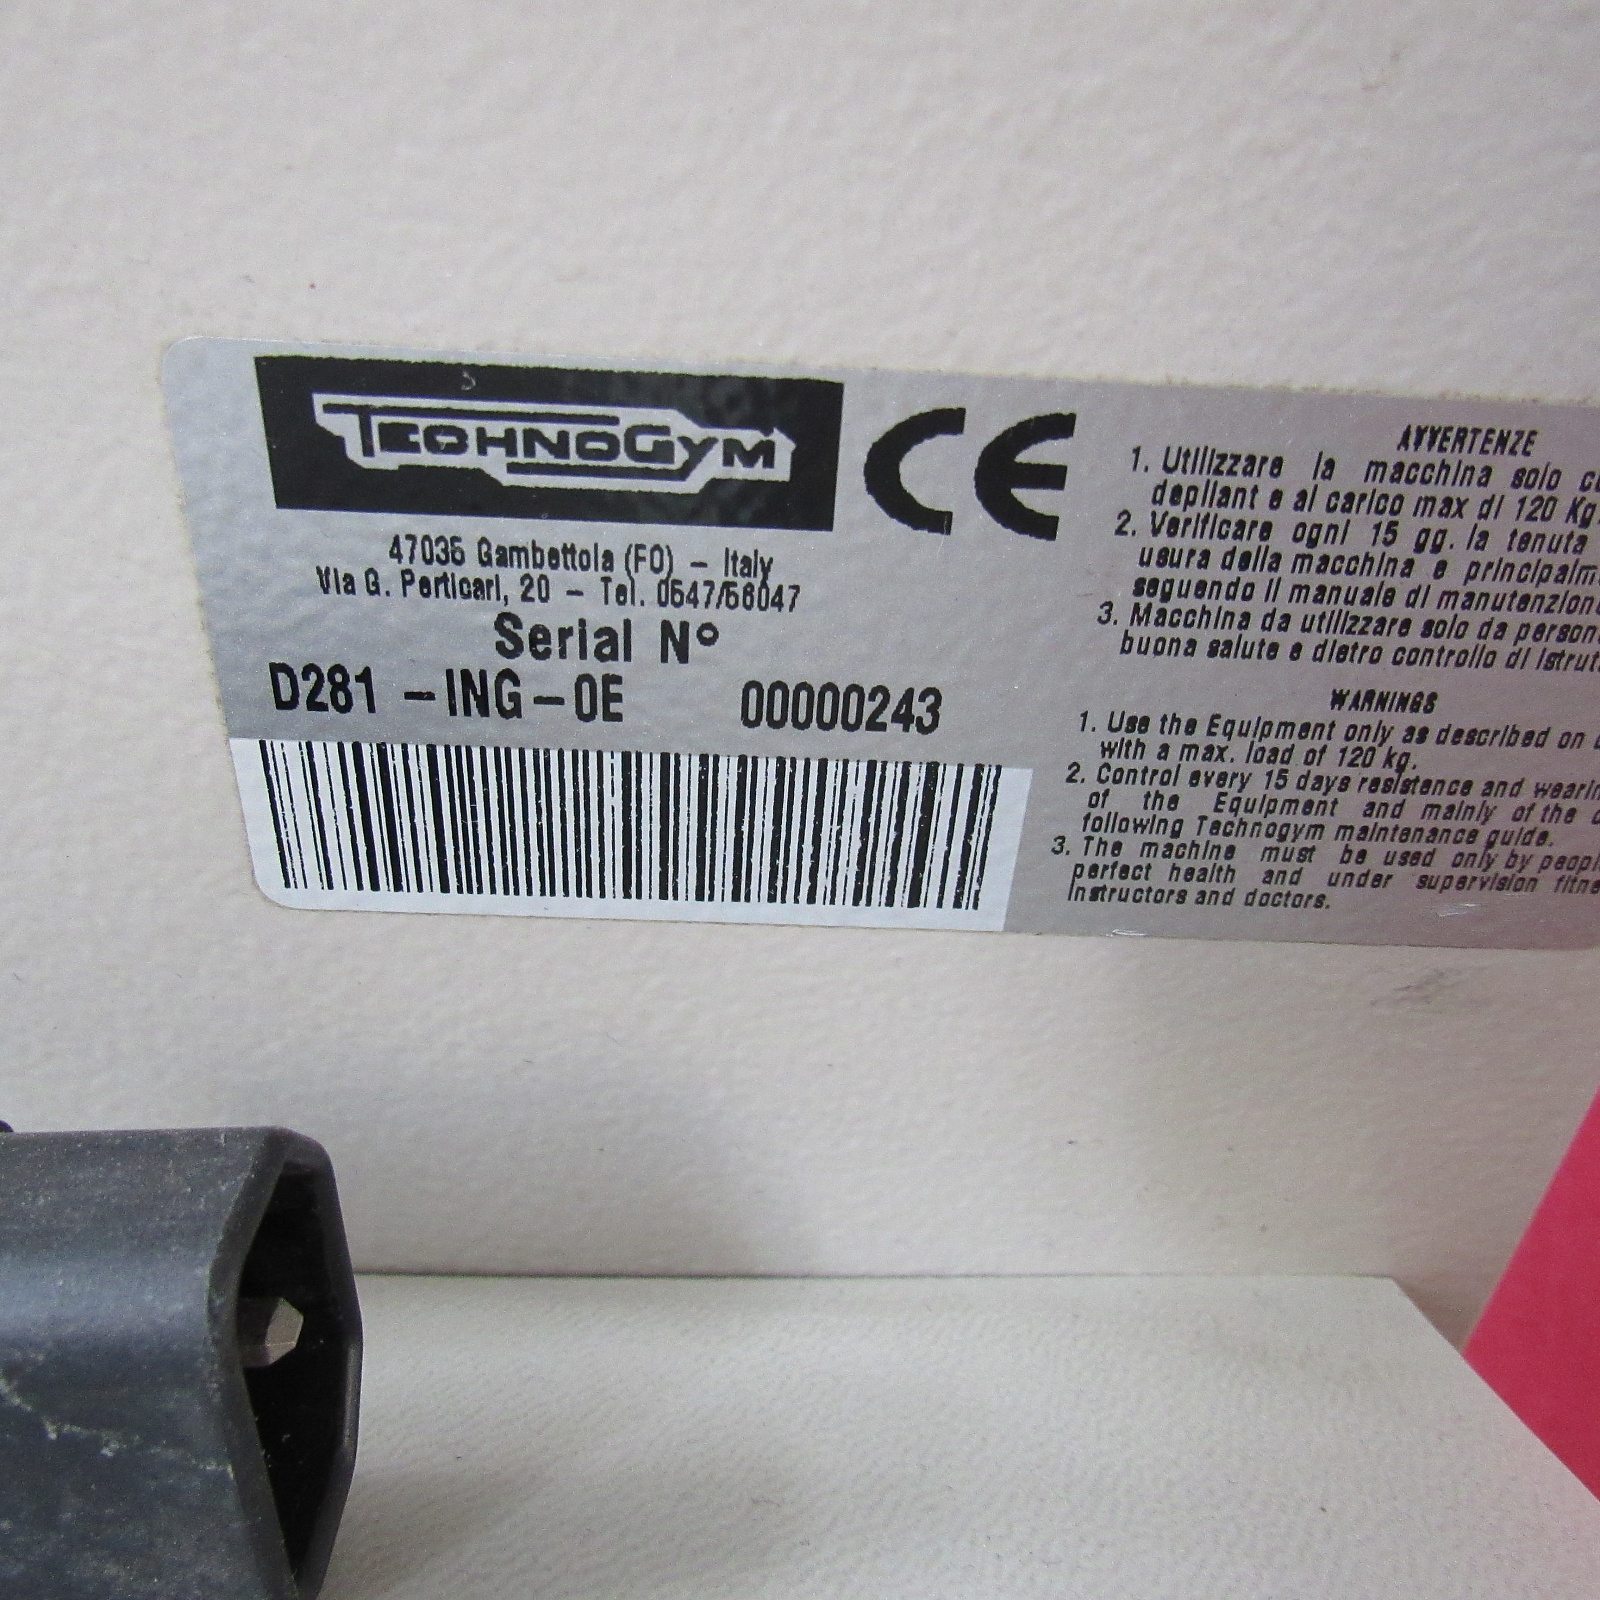 TECHNOGYM
CE
47035 Gambettola (FO) – Italy
Via G. Perticari, 20 – Tel. 0547/56047
Serial N°
D281 –ING–0E 00000243
AVVERTENZE
1. Utilizzare la macchina solo
depliant e al carico max di 120 Kg.
2. Verificare ogni 15 gg. la tenuta
usura della macchina e
seguendo il manuale di
3. Macchina da utilizzare solo da
buona salute e dietro controllo di
WARNINGS
1. Use the Equipment only as described on
with a max. load of 120 kg.
2. Control every 15 days resistence and
of the Equipment and mainly of the
following Technogym maintenance guide.
3. The machine must be used only by
perfect health and under supervision
instructors and doctors.